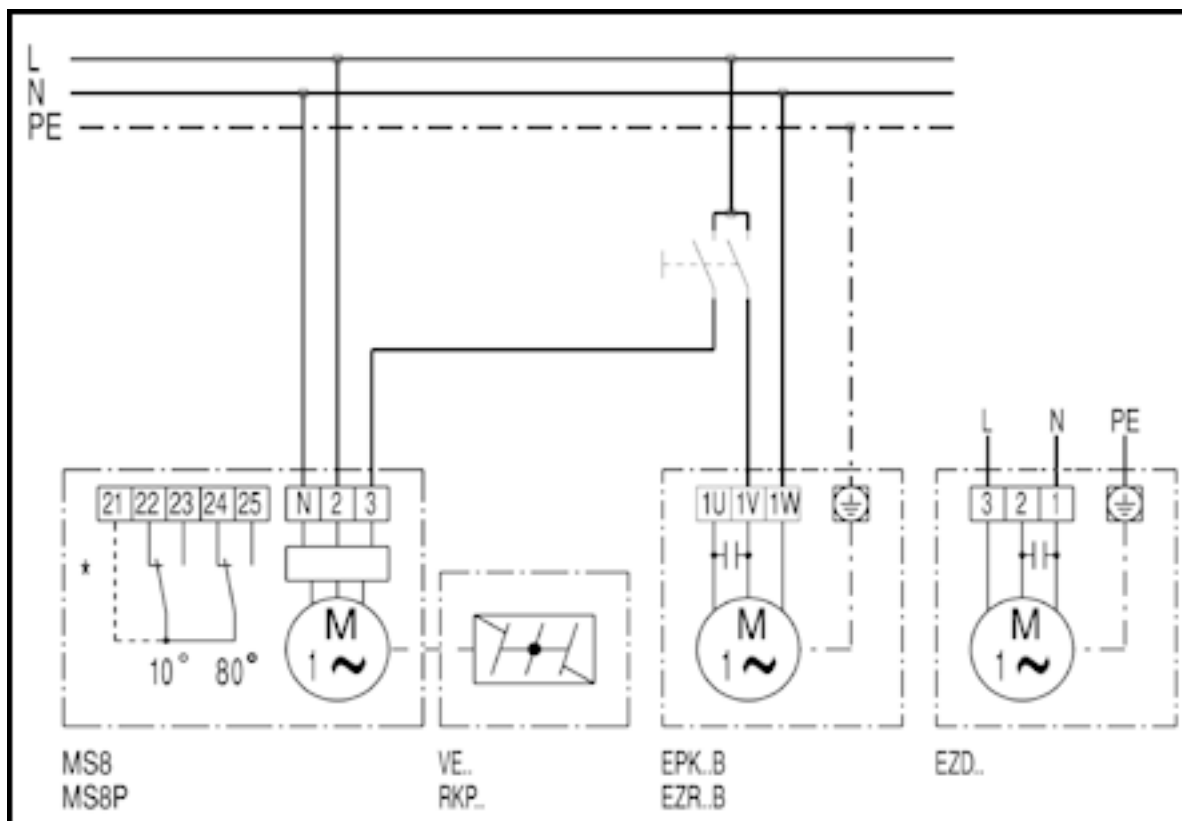 L
N
PE
L N PE
21 22 23 24 25 N 2 3 1U 1V 1W 3 2 1
*
M M M
1 ~ 1 ~ 1 ~
10° 80°
MS8 VE.. EPK..B EZD..
MS8P RKP.. EZR..B